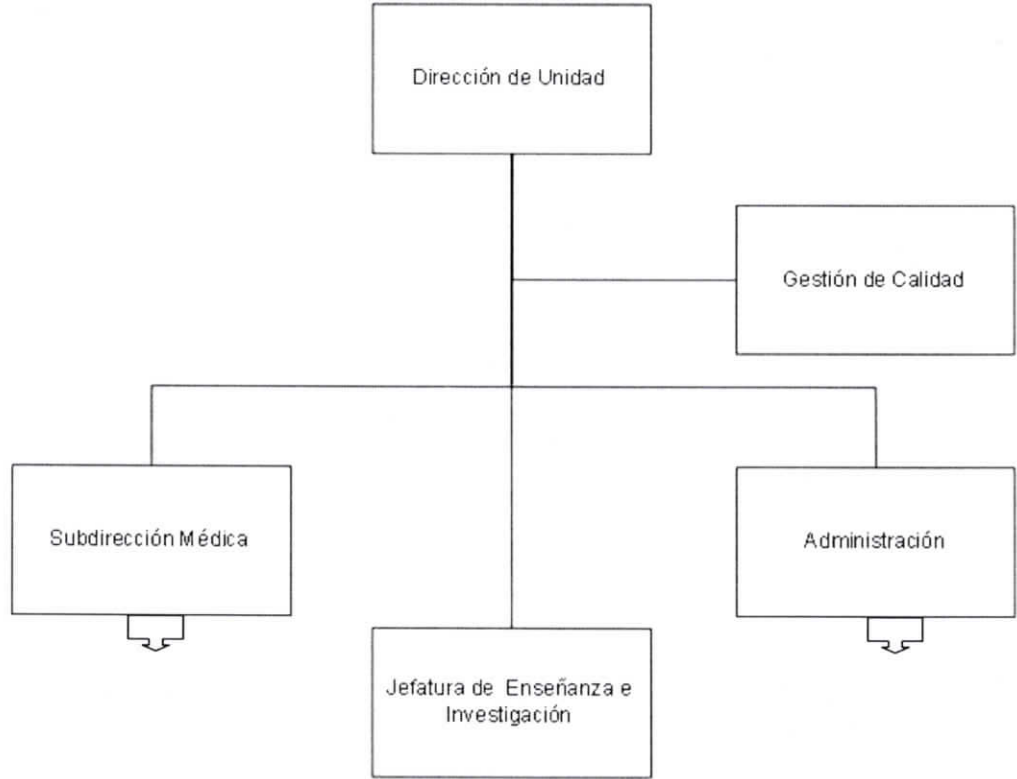 Dirección de Unidad
Gestión de Calidad
Subdirección Médica
Administración
Jefatura de Enseñanza e
Investigación